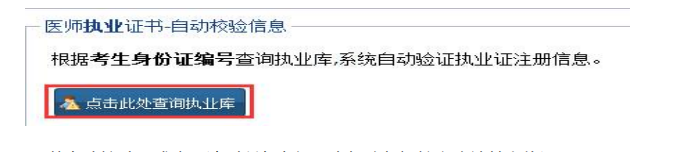 医师执业证书-自动校验信息
根据考生身份证编号查询执业库,系统自动验证执业证注册信息。
点击此处查询执业库